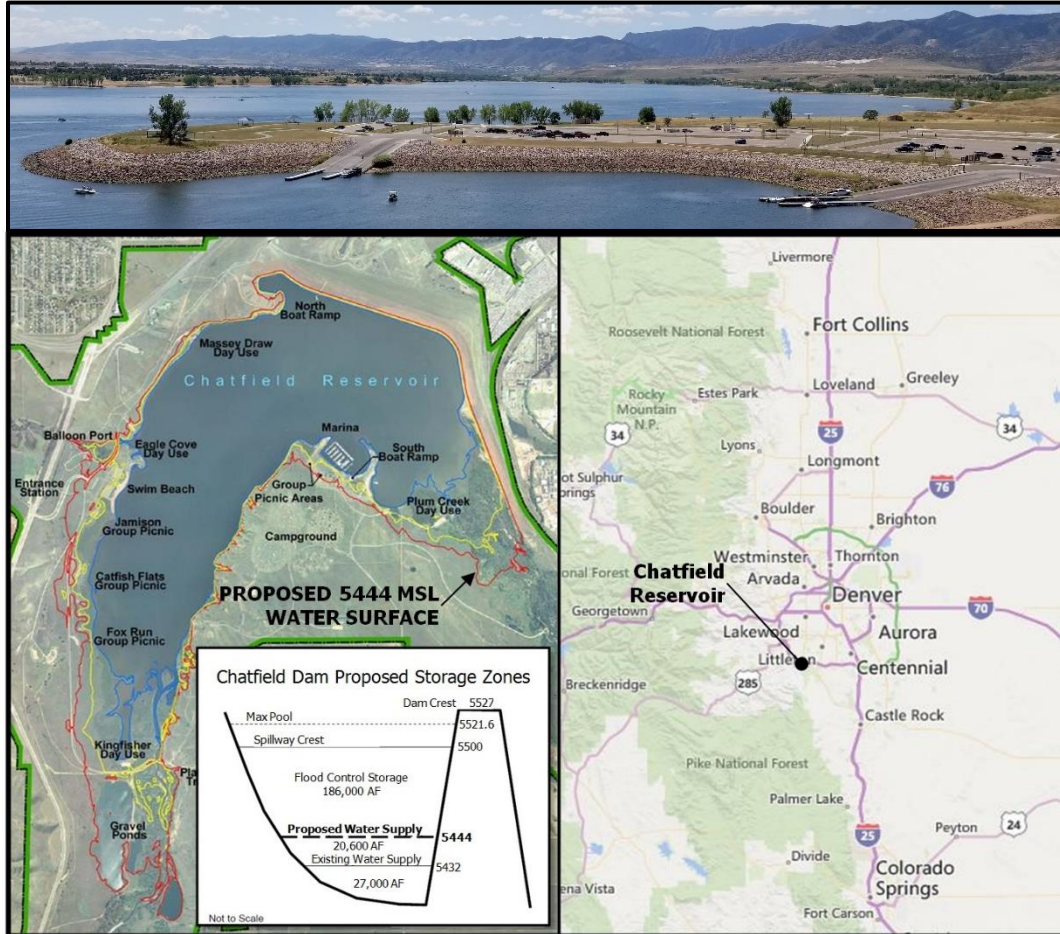 North
Boat Ramp
Massey Draw
Day Use
Chatfield Reservoir
Balloon Port
Eagle Cove
Day Use
Entrance
Station
Swim Beach
Marina
South
Boat Ramp
Group
Picnic Areas
Plum Creek
Day Use
Jamison
Group Picnic
Campground
Catfish Flats
Group Picnic
PROPOSED 5444 MSL
WATER SURFACE
Fox Run
Group Picnic
Kingfisher
Day Use
Gravel
Ponds
Chatfield Dam Proposed Storage Zones
Dam Crest 5527
Max Pool
5521.6
Spillway Crest
5500
Flood Control Storage
186,000 AF
Proposed Water Supply
5444
20,600 AF
Existing Water Supply
5432
27,000 AF
Not to Scale
Livermore
Roosevelt National Forest
Fort Collins
Greeley
Estes Park
Loveland
Rocky
Mountain
N.P.
34
34
25
Lyons
Longmont
Springs
76
Boulder
Brighton
Westminster
Thornton
Arvada
Chatfield
Reservoir
Denver
Georgetown
70
Lakewood
Aurora
Littleton
Centennial
285
Breckenridge
Castle Rock
Pike National Forest
Palmer Lake
25
Peyton
24
Divide
Colorado
Springs
Fort Carson